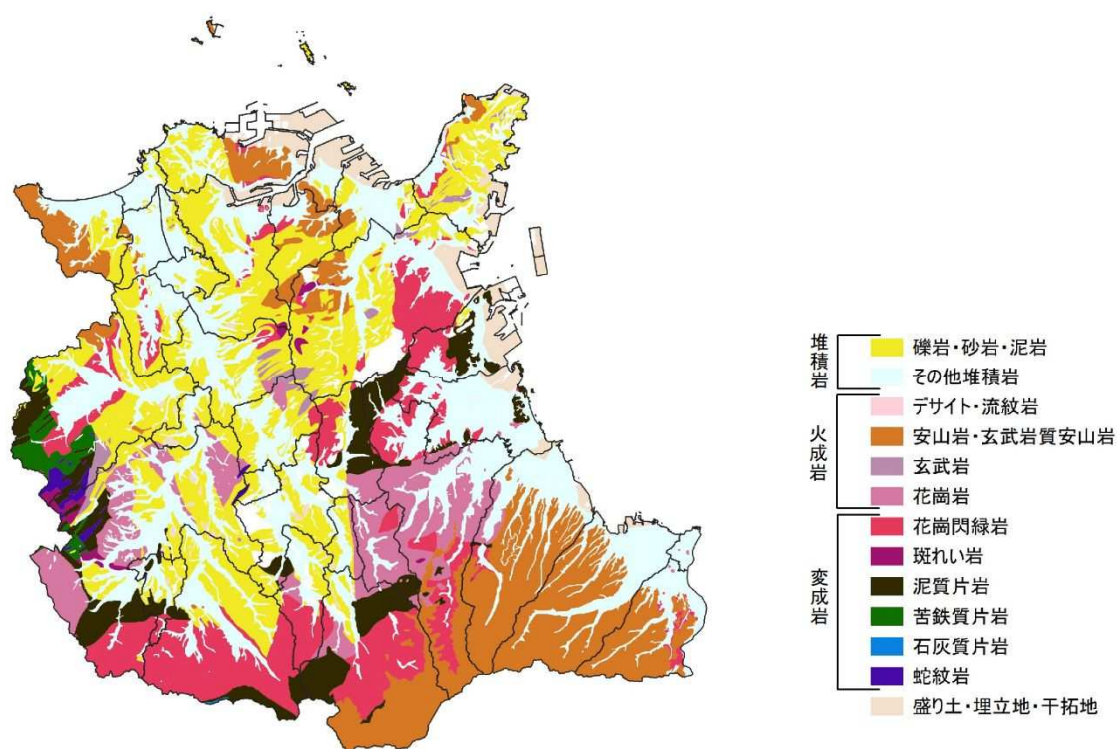 堆積岩
礫岩・砂岩・泥岩
その他堆積岩
火成岩
デサイト・流紋岩
安山岩・玄武岩質安山岩
玄武岩
花崗岩
変成岩
花崗閃緑岩
斑れい岩
泥質片岩
苦鉄質片岩
石灰質片岩
蛇紋岩
盛り土・埋立地・干拓地